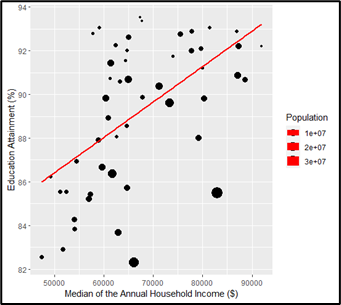 94
92
90
88
86
84
82
Education Attainment (%)
50000 60000 70000 80000 90000
Median of the Annual Household Income ($)
Population
1e+07
2e+07
3e+07